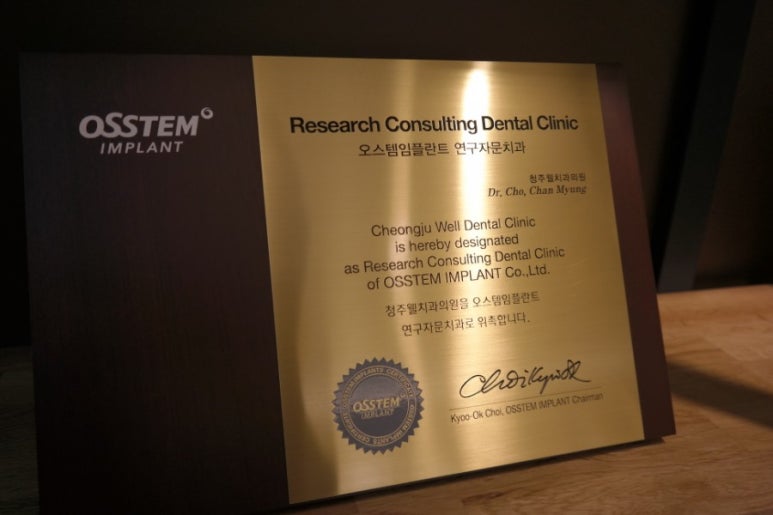 OSSTEM
IMPLANT
Research Consulting Dental Clinic
오스템임플란트 연구자문치과
청주웰치과의원
Dr. Cho, Chan Myung
Cheongju Well Dental Clinic
is hereby designated
as Research Consulting Dental Clinic
of OSSTEM IMPLANT Co.,Ltd.
청주웰치과의원을 오스템임플란트
연구자문치과로 위촉합니다.
Kyoo-Ok Choi, OSSTEM IMPLANT Chairman
OSSTEM
IMPLANT